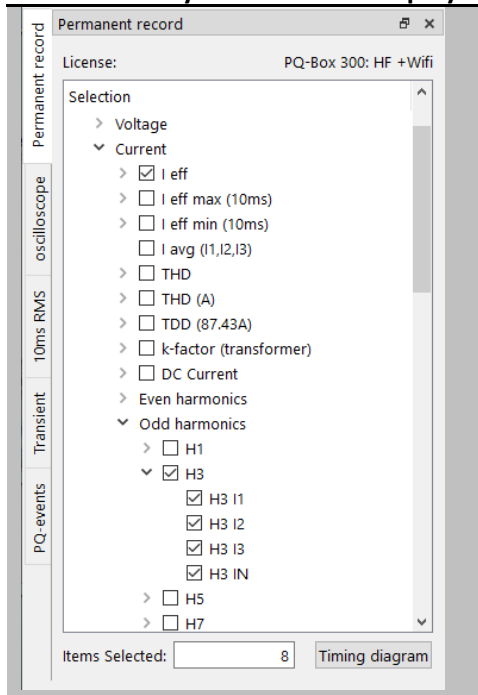 Permanent record
License: PQ-Box 300: HF +Wifi
Selection
Voltage
Current
I eff
I eff max (10ms)
I eff min (10ms)
I avg (I1,I2,I3)
THD
THD (A)
TDD (87.43A)
k-factor (transformer)
DC Current
Even harmonics
Odd harmonics
H1
H3
H3 I1
H3 I2
H3 I3
H3 IN
H5
H7
Items Selected: 8 Timing diagram
Permanent record
oscilloscope
10ms RMS
Transient
PQ-events